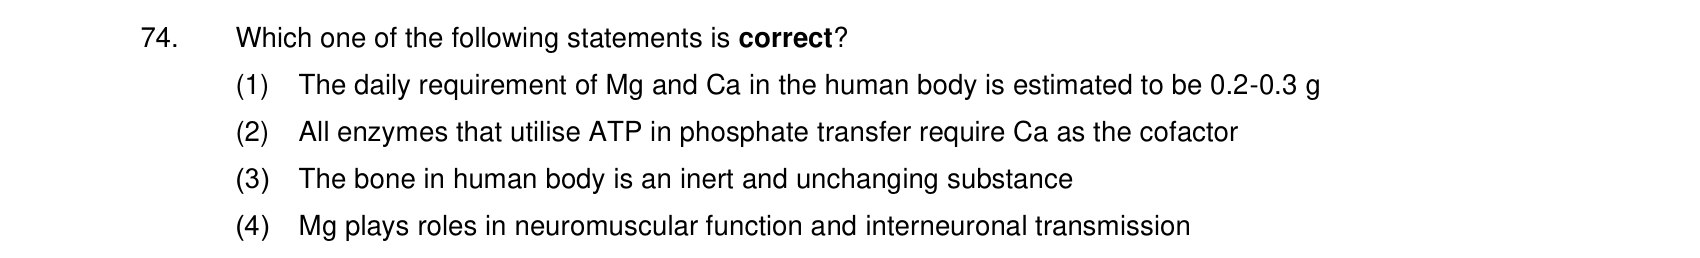 74. Which one of the following statements is correct?
(1) The daily requirement of Mg and Ca in the human body is estimated to be 0.2-0.3 g
(2) All enzymes that utilise ATP in phosphate transfer require Ca as the cofactor
(3) The bone in human body is an inert and unchanging substance
(4) Mg plays roles in neuromuscular function and interneuronal transmission